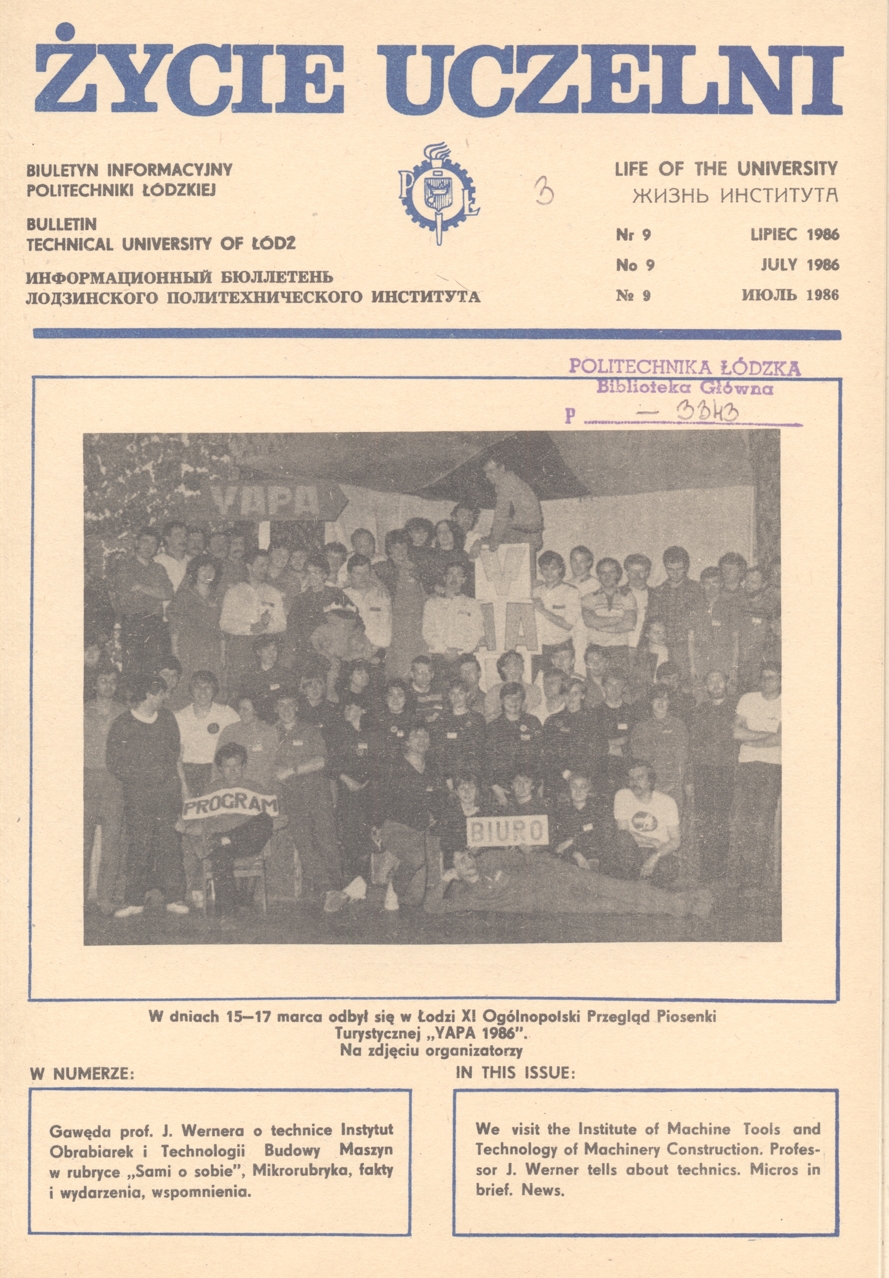 ŻYCIE UCZELNI
BIULETYN INFORMACYJNY
POLITECHNIKI ŁÓDZKIEJ
BULLETIN
TECHNICAL UNIVERSITY OF ŁÓDŹ
ИНФОРМАЦИОННЫЙ БЮЛЛЕТЕНЬ
ЛОДЗИНСКОГО ПОЛИТЕХНИЧЕСКОГО ИНСТИТУТА
P Ł
3
LIFE OF THE UNIVERSITY
ЖИЗНЬ ИНСТИТУТА
Nr 9 LIPIEC 1986
No 9 JULY 1986
№ 9 ИЮЛЬ 1986
POLITECHNIKA ŁÓDZKA
Biblioteka Główna
P — 3343
YAPA
PROGRAM
BIURO
W dniach 15—17 marca odbył się w Łodzi XI Ogólnopolski Przegląd Piosenki
Turystycznej „YAPA 1986".
Na zdjęciu organizatorzy
W NUMERZE:
Gawęda prof. J. Wernera o technice Instytut
Obrabiarek i Technologii Budowy Maszyn
w rubryce „Sami o sobie", Mikrorubryka, fakty
i wydarzenia, wspomnienia.
IN THIS ISSUE:
We visit the Institute of Machine Tools and
Technology of Machinery Construction. Profes-
sor J. Werner tells about technics. Micros in
brief. News.